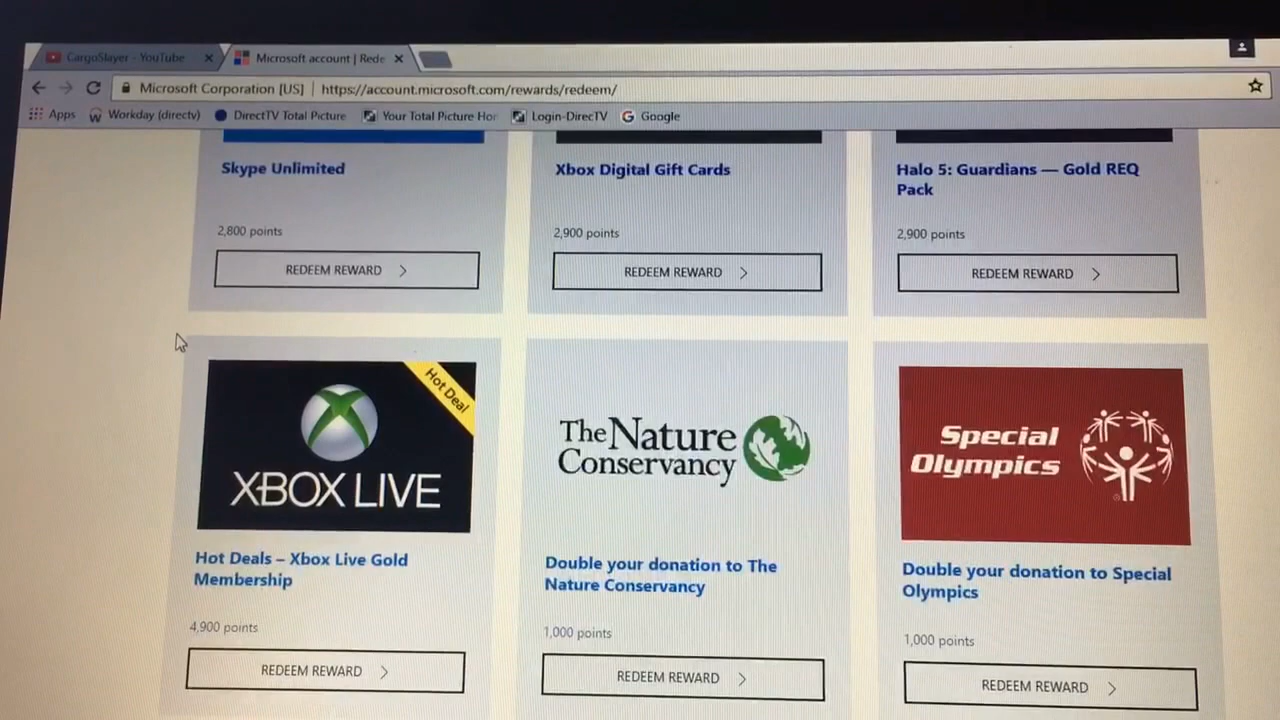 CargoSlayer - YouTube
Microsoft account | Rede
Microsoft Corporation [US] | https://account.microsoft.com/rewards/redeem/
Apps
Workday (directv)
DirectTV Total Picture
Your Total Picture Hor
Login-DirecTV
Google
Skype Unlimited
2,800 points
REDEEM REWARD
Xbox Digital Gift Cards
2,900 points
REDEEM REWARD
Halo 5: Guardians — Gold REQ
Pack
2,900 points
REDEEM REWARD
Hot Deal
XBOX LIVE
Hot Deals – Xbox Live Gold
Membership
4,900 points
REDEEM REWARD
The Nature
Conservancy
Double your donation to The
Nature Conservancy
1,000 points
REDEEM REWARD
Special
Olympics
Double your donation to Special
Olympics
1,000 points
REDEEM REWARD